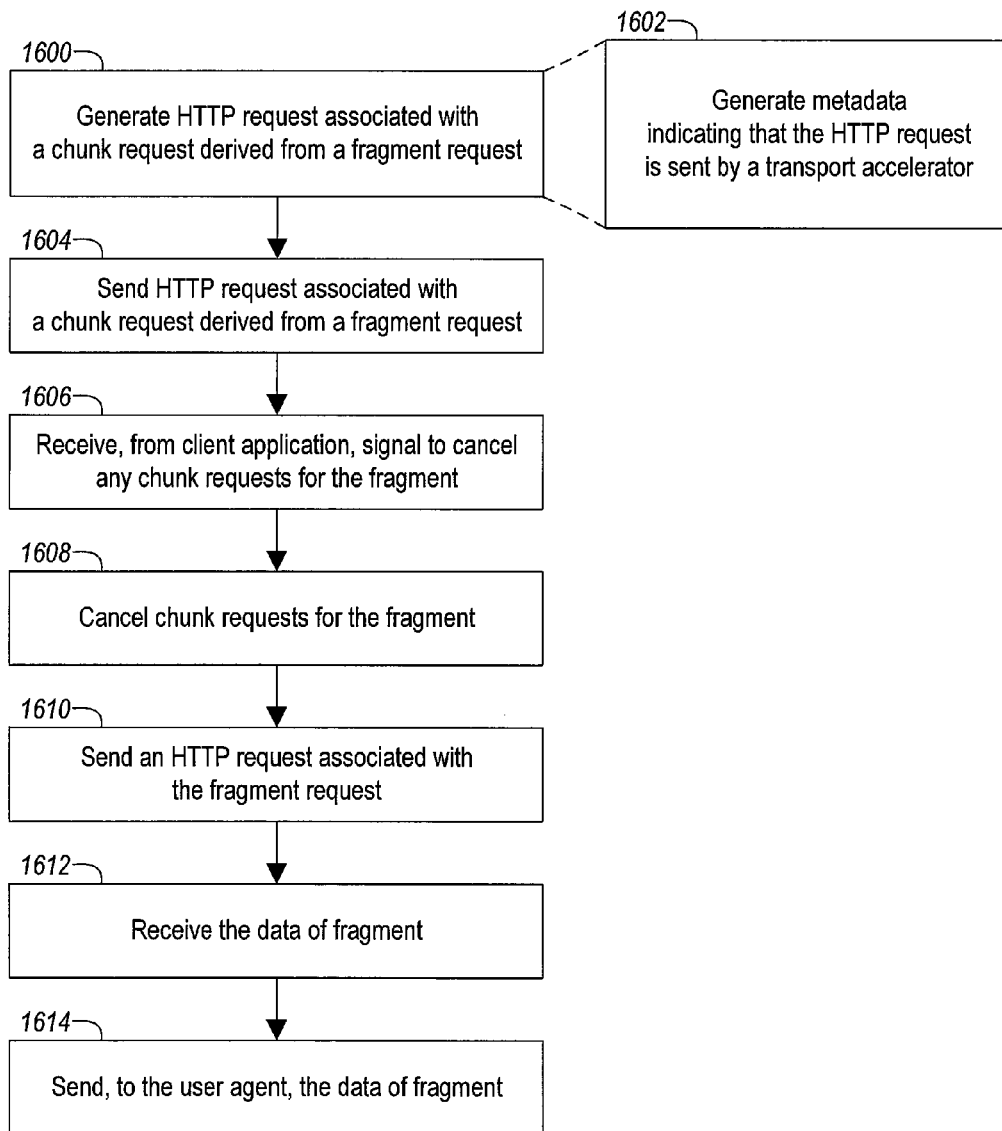 1600
Generate HTTP request associated with
a chunk request derived from a fragment request
1602
Generate metadata
indicating that the HTTP request
is sent by a transport accelerator
1604
Send HTTP request associated with
a chunk request derived from a fragment request
1606
Receive, from client application, signal to cancel
any chunk requests for the fragment
1608
Cancel chunk requests for the fragment
1610
Send an HTTP request associated with
the fragment request
1612
Receive the data of fragment
1614
Send, to the user agent, the data of fragment